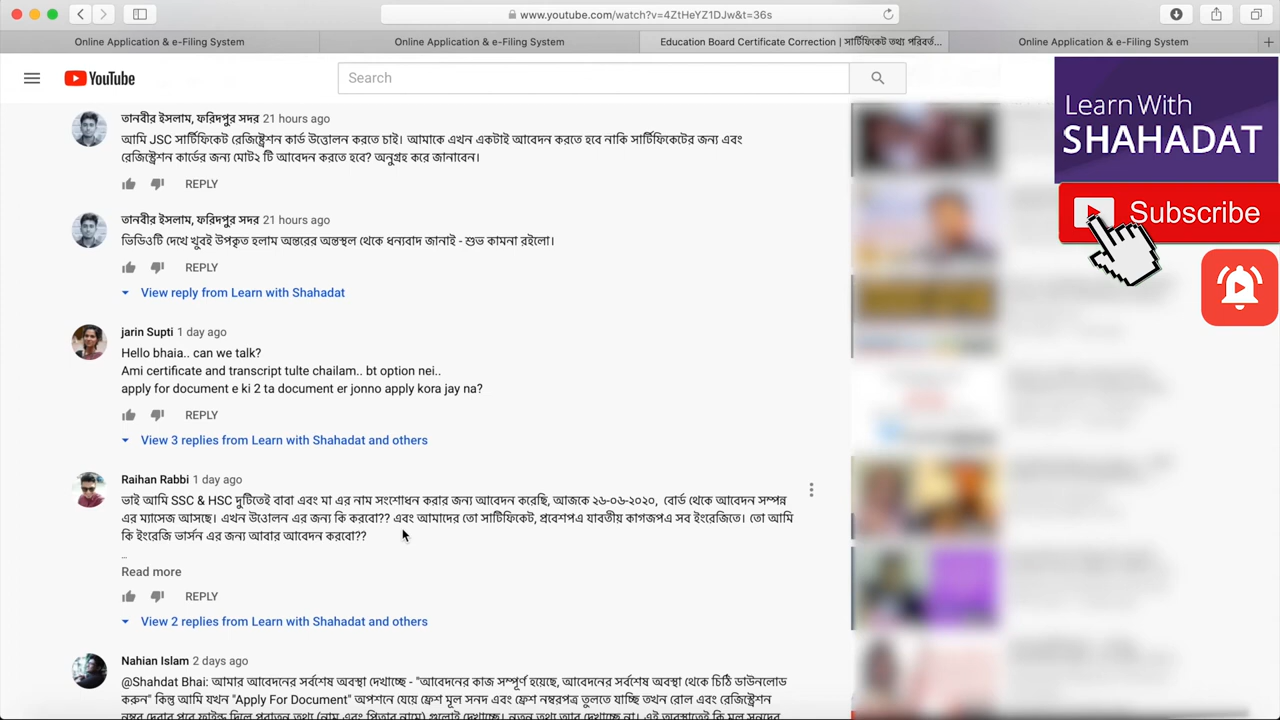 www.youtube.com/watch?v=4ZtHeYZ1DJw&t=36s
Online Application & e-Filing System
Online Application & e-Filing System
Education Board Certificate Correction | সার্টিফিকেট তথ্য পরিবর্ত...
Online Application & e-Filing System
YouTube
Search
Learn With
SHAHADAT
Subscribe
তানবীর ইসলাম, ফরিদপুর সদর 21 hours ago
আমি JSC সার্টিফিকেট রেজিষ্ট্রেশন কার্ড উত্তোলন করতে চাই। আমাকে এখন একটাই আবেদন করতে হবে নাকি সার্টিফিকেটের জন্য এবং
রেজিস্ট্রেশন কার্ডের জন্য মোট২ টি আবেদন করতে হবে? অনুগ্রহ করে জানাবেন।
REPLY
তানবীর ইসলাম, ফরিদপুর সদর 21 hours ago
ভিডিওটি দেখে খুবই উপকৃত হলাম অন্তরের অন্তস্থল থেকে ধন্যবাদ জানাই - শুভ কামনা রইলো।
REPLY
View reply from Learn with Shahadat
jarin Supti 1 day ago
Hello bhaia.. can we talk?
Ami certificate and transcript tulte chailam.. bt option nei..
apply for document e ki 2 ta document er jonno apply kora jay na?
REPLY
View 3 replies from Learn with Shahadat and others
Raihan Rabbi 1 day ago
ভাই আমি SSC & HSC দুটিতেই বাবা এবং মা এর নাম সংশোধন করার জন্য আবেদন করেছি, আজকে ২৬-০৬-২০২০, বোর্ড থেকে আবেদন সম্পন্ন
এর ম্যাসেজ আসছে। এখন উওোলন এর জন্য কি করবো?? এবং আমাদের তো সাটিফিকেট, প্রবেশপএ যাবতীয় কাগজপএ সব ইংরেজিতে। তো আমি
কি ইংরেজি ভার্সন এর জন্য আবার আবেদন করবো??
...
Read more
REPLY
View 2 replies from Learn with Shahadat and others
Nahian Islam 2 days ago
@Shahdat Bhai: আমার আবেদনের সর্বশেষ অবস্থা দেখাচ্ছে - "আবেদনের কাজ সম্পূর্ণ হয়েছে, আবেদনের সর্বশেষ অবস্থা থেকে চিঠি ডাউনলোড
করুন" কিন্তু আমি যখন "Apply For Document" অপশনে যেয়ে ফ্রেশ মূল সনদ এবং ফ্রেশ নম্বরপত্র তুলতে যাচ্ছি তখন রোল এবং রেজিস্ট্রেশন